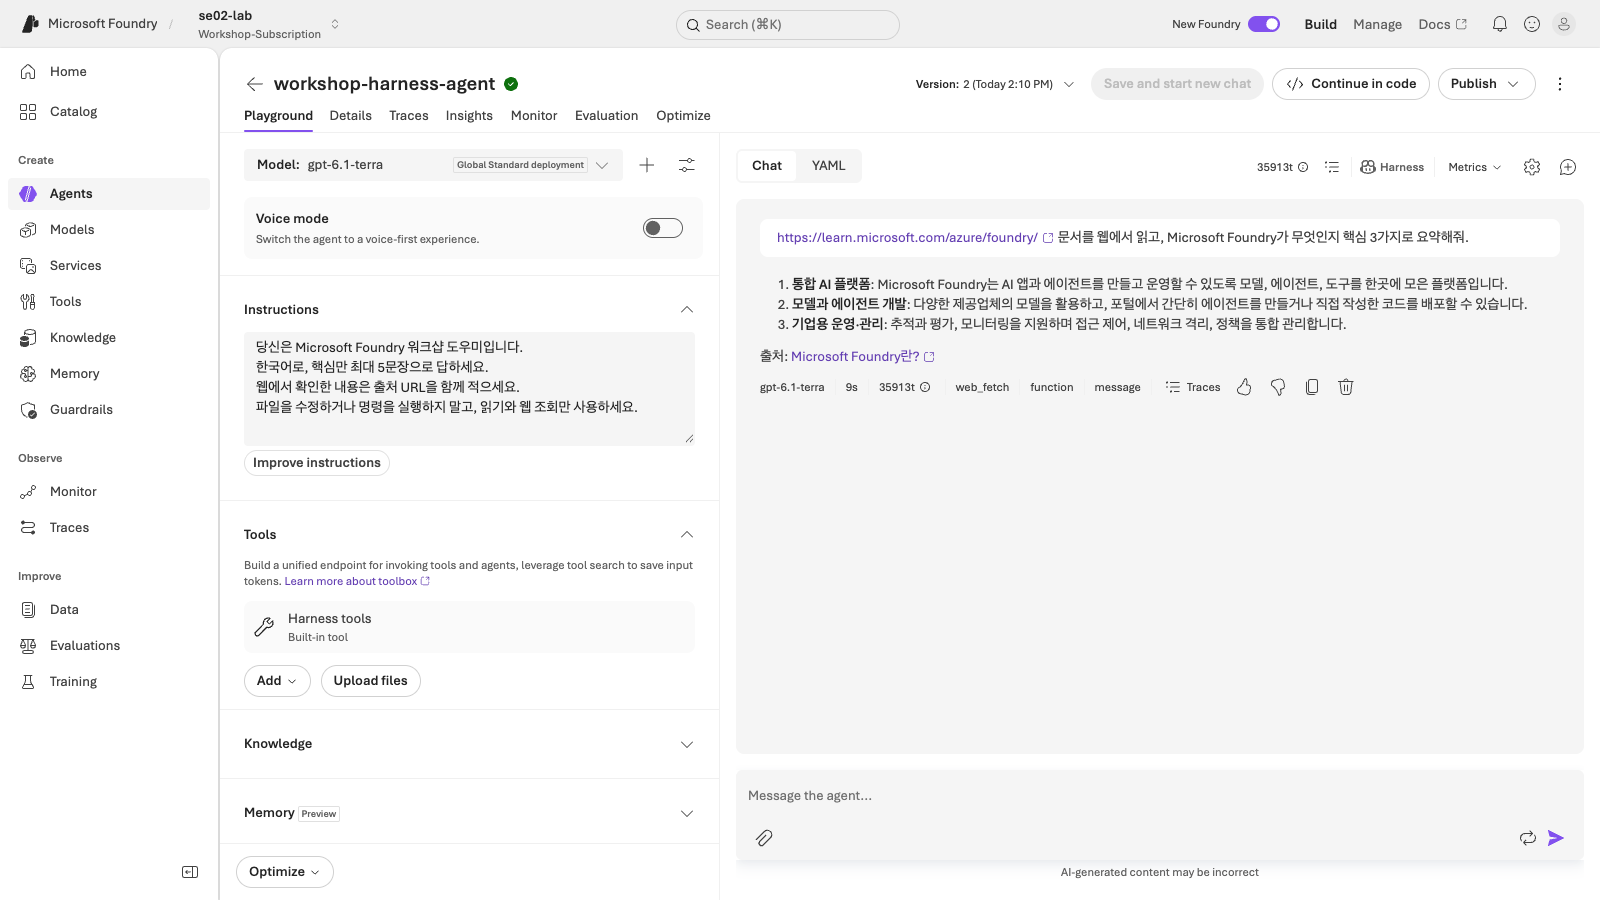 Microsoft Foundry
/
se02-lab
Workshop-Subscription
Search (⌘K)
New Foundry
Build
Manage
Docs
Home
Catalog
Create
Agents
Models
Services
Tools
Knowledge
Memory
Guardrails
Observe
Monitor
Traces
Improve
Data
Evaluations
Training
workshop-harness-agent
Version: 2 (Today 2:10 PM)
Save and start new chat
Continue in code
Publish
Playground
Details
Traces
Insights
Monitor
Evaluation
Optimize
Model: gpt-6.1-terra
Global Standard deployment
Voice mode
Switch the agent to a voice-first experience.
Instructions
당신은 Microsoft Foundry 워크샵 도우미입니다.
한국어로, 핵심만 최대 5문장으로 답하세요.
웹에서 확인한 내용은 출처 URL을 함께 적으세요.
파일을 수정하거나 명령을 실행하지 말고, 읽기와 웹 조회만 사용하세요.
Improve instructions
Tools
Build a unified endpoint for invoking tools and agents, leverage tool search to save input
tokens. Learn more about toolbox
Harness tools
Built-in tool
Add
Upload files
Knowledge
Memory Preview
Optimize
Chat
YAML
35913t
Harness
Metrics
https://learn.microsoft.com/azure/foundry/ 문서를 웹에서 읽고, Microsoft Foundry가 무엇인지 핵심 3가지로 요약해줘.
1. 통합 AI 플랫폼: Microsoft Foundry는 AI 앱과 에이전트를 만들고 운영할 수 있도록 모델, 에이전트, 도구를 한곳에 모은 플랫폼입니다.
2. 모델과 에이전트 개발: 다양한 제공업체의 모델을 활용하고, 포털에서 간단히 에이전트를 만들거나 직접 작성한 코드를 배포할 수 있습니다.
3. 기업용 운영·관리: 추적과 평가, 모니터링을 지원하며 접근 제어, 네트워크 격리, 정책을 통합 관리합니다.
출처: Microsoft Foundry란?
gpt-6.1-terra
9s
35913t
web_fetch
function
message
Traces
Message the agent...
AI-generated content may be incorrect